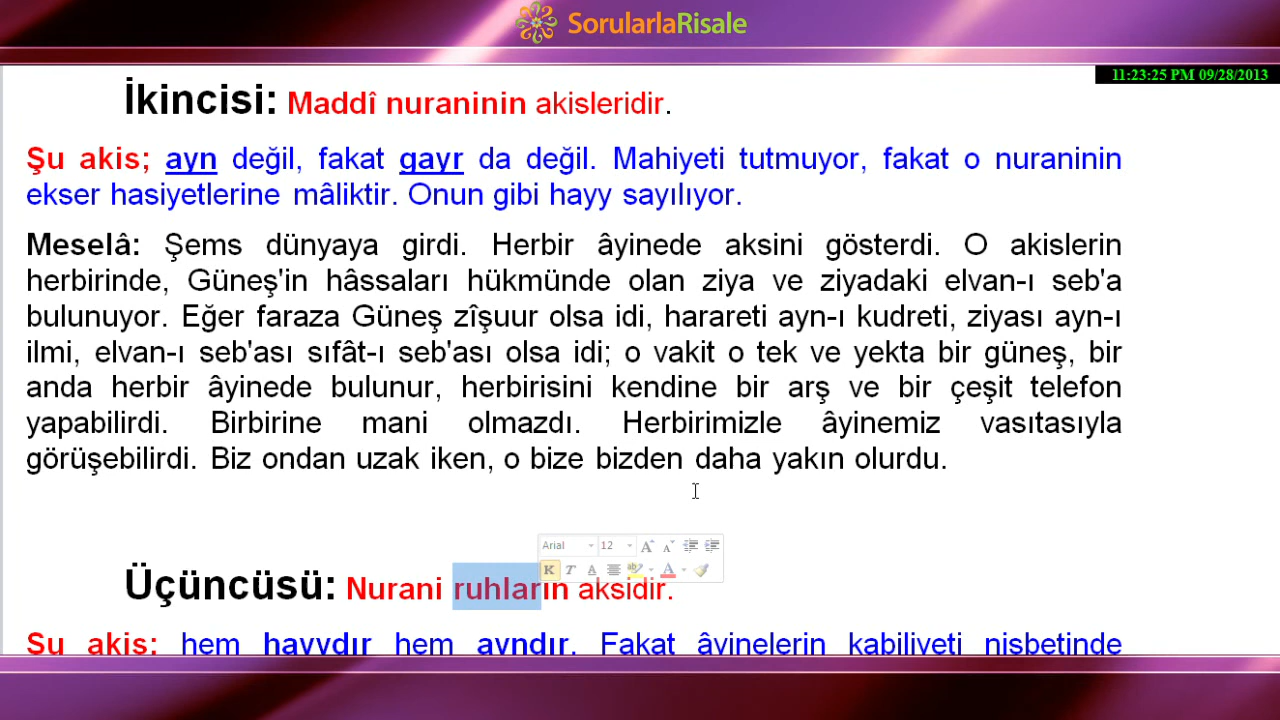 SorularlaRisale
11:23:25 PM 09/28/2013
İkincisi: Maddî nuraninin akisleridir.
Şu akis; ayn değil, fakat gayr da değil. Mahiyeti tutmuyor, fakat o nuraninin
ekser hasiyetlerine mâliktir. Onun gibi hayy sayılıyor.
Meselâ: Şems dünyaya girdi. Herbir âyinede aksini gösterdi. O akislerin
herbirinde, Güneş'in hâssaları hükmünde olan ziya ve ziyadaki elvan-ı seb'a
bulunuyor. Eğer faraza Güneş zîşuur olsa idi, harareti ayn-ı kudreti, ziyası ayn-ı
ilmi, elvan-ı seb'ası sıfât-ı seb'ası olsa idi; o vakit o tek ve yekta bir güneş, bir
anda herbir âyinede bulunur, herbirisini kendine bir arş ve bir çeşit telefon
yapabilirdi. Birbirine mani olmazdı. Herbirimizle âyinemiz vasıtasıyla
görüşebilirdi. Biz ondan uzak iken, o bize bizden daha yakın olurdu.
Arial 12
K T A ab A
Üçüncüsü: Nurani ruhların aksidir.
Şu akis; hem hayydır hem ayndır. Fakat âyinelerin kabiliyeti nisbetinde